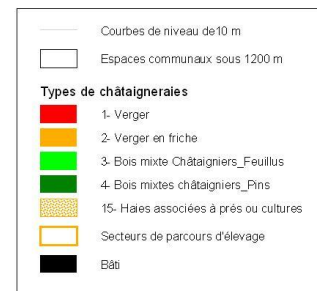 Courbes de niveau de10 m
Espaces communaux sous 1200 m
Types de châtaigneraies
1- Verger
2- Verger en friche
3- Bois mixte Châtaigniers_Feuillus
4- Bois mixtes châtaigniers_Pins
15- Haies associées à prés ou cultures
Secteurs de parcours d'élevage
Bâti